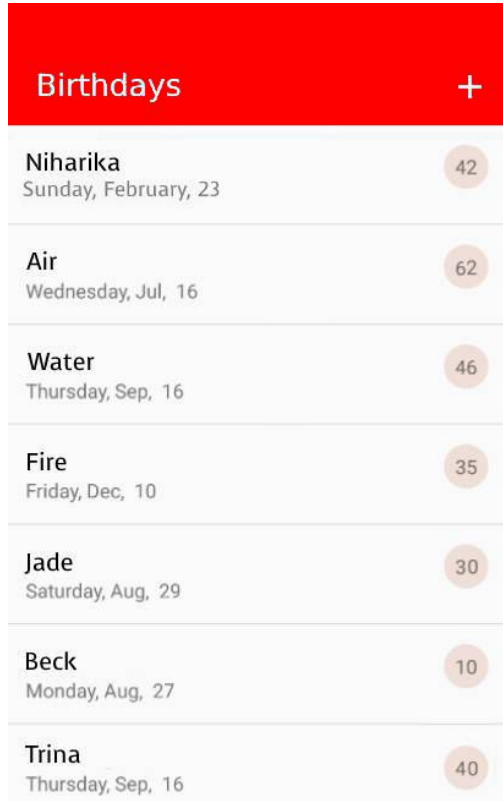 Birthdays +
Niharika 42
Sunday, February, 23
Air 62
Wednesday, Jul, 16
Water 46
Thursday, Sep, 16
Fire 35
Friday, Dec, 10
Jade 30
Saturday, Aug, 29
Beck 10
Monday, Aug, 27
Trina 40
Thursday, Sep, 16